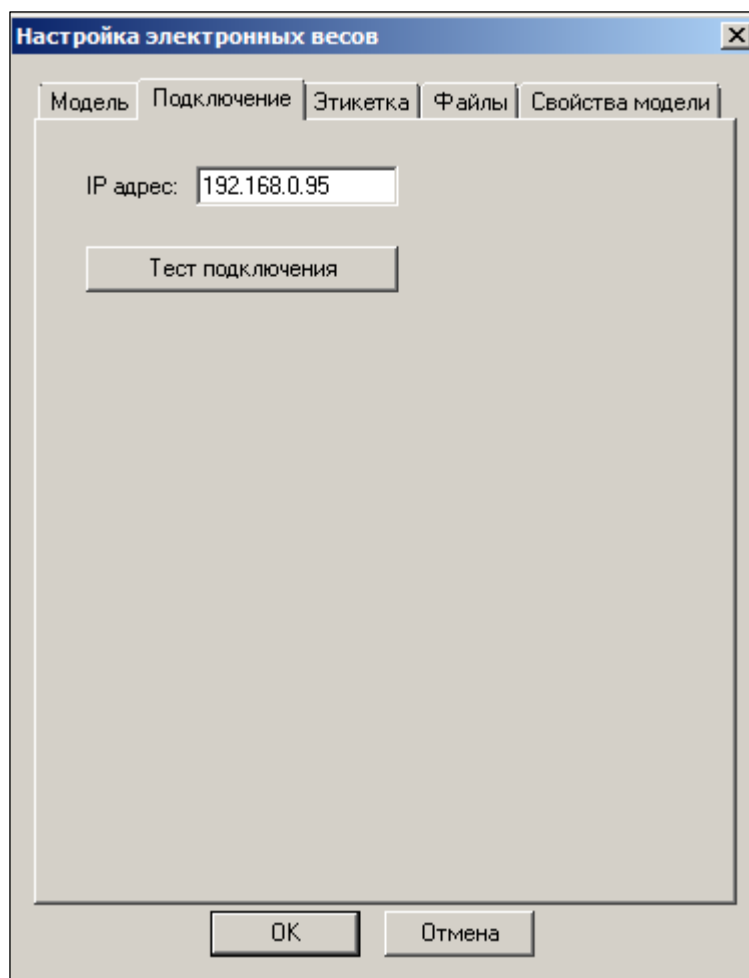 Настройка электронных весов
Модель Подключение Этикетка Файлы Свойства модели
IP адрес: 192.168.0.95
Тест подключения
OK Отмена